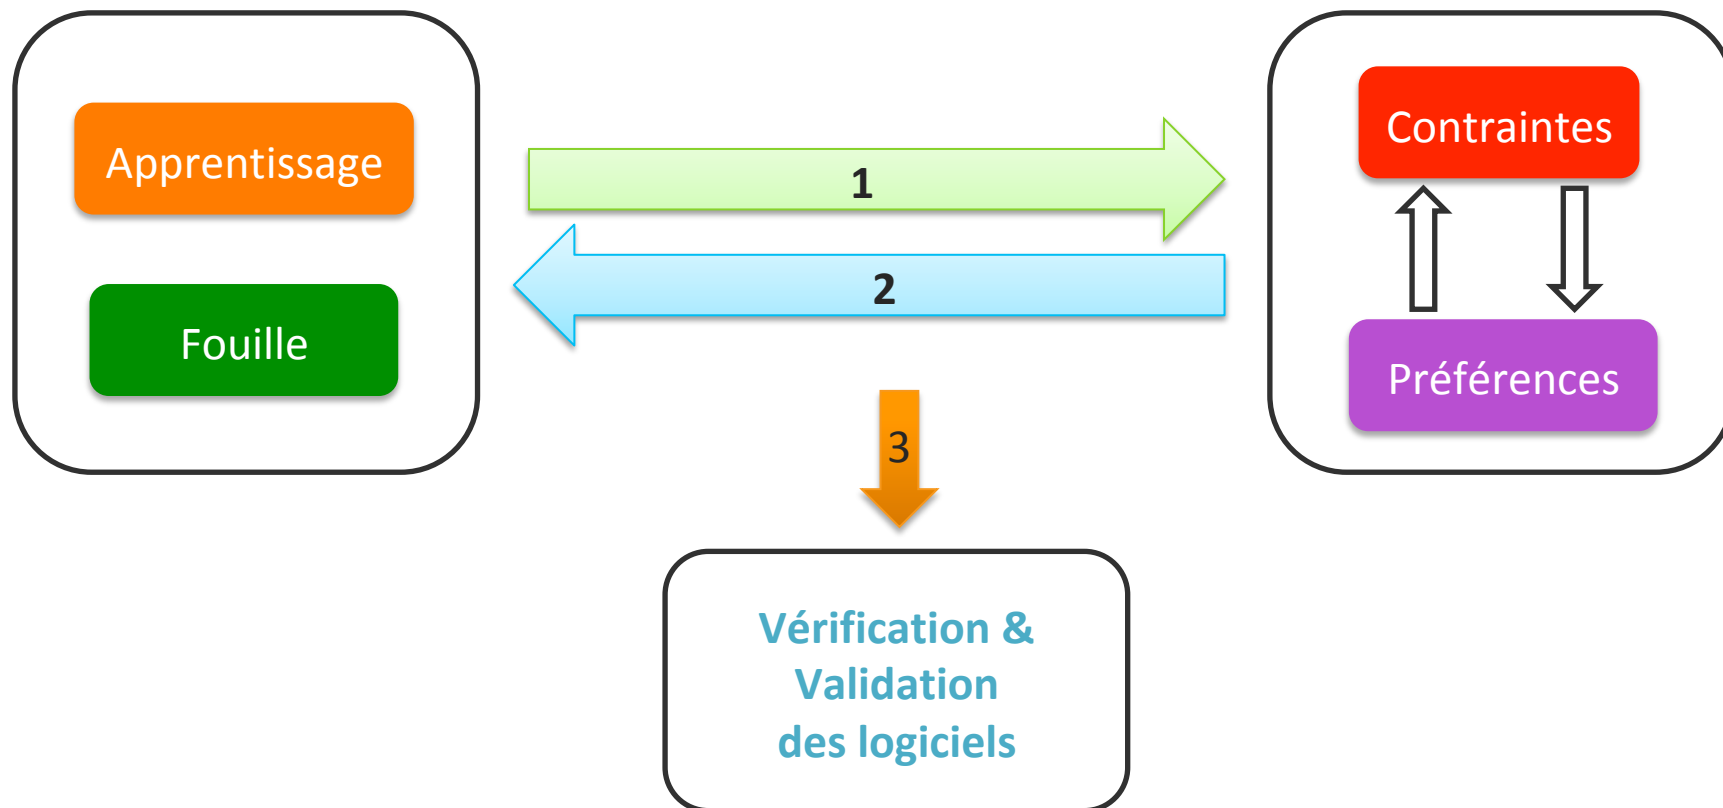 Apprentissage
Fouille
1
2
3
Contraintes
Préférences
Vérification &
Validation
des logiciels